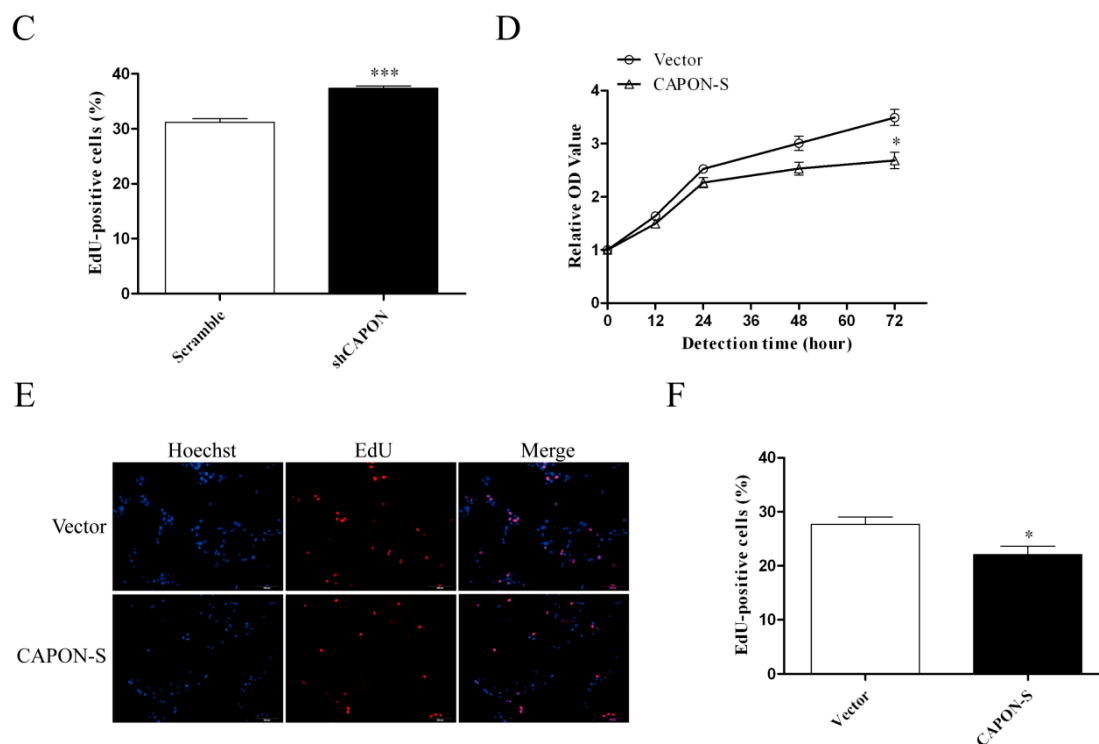 C
EdU-positive cells (%)
40
30
20
10
0
***
Scramble
shCAPON
D
Vector
CAPON-S
Relative OD Value
4
3
2
1
0
*
0 12 24 36 48 60 72
Detection time (hour)
E
Hoechst EdU Merge
Vector
CAPON-S
F
EdU-positive cells (%)
40
30
20
10
0
*
Vector
CAPON-S